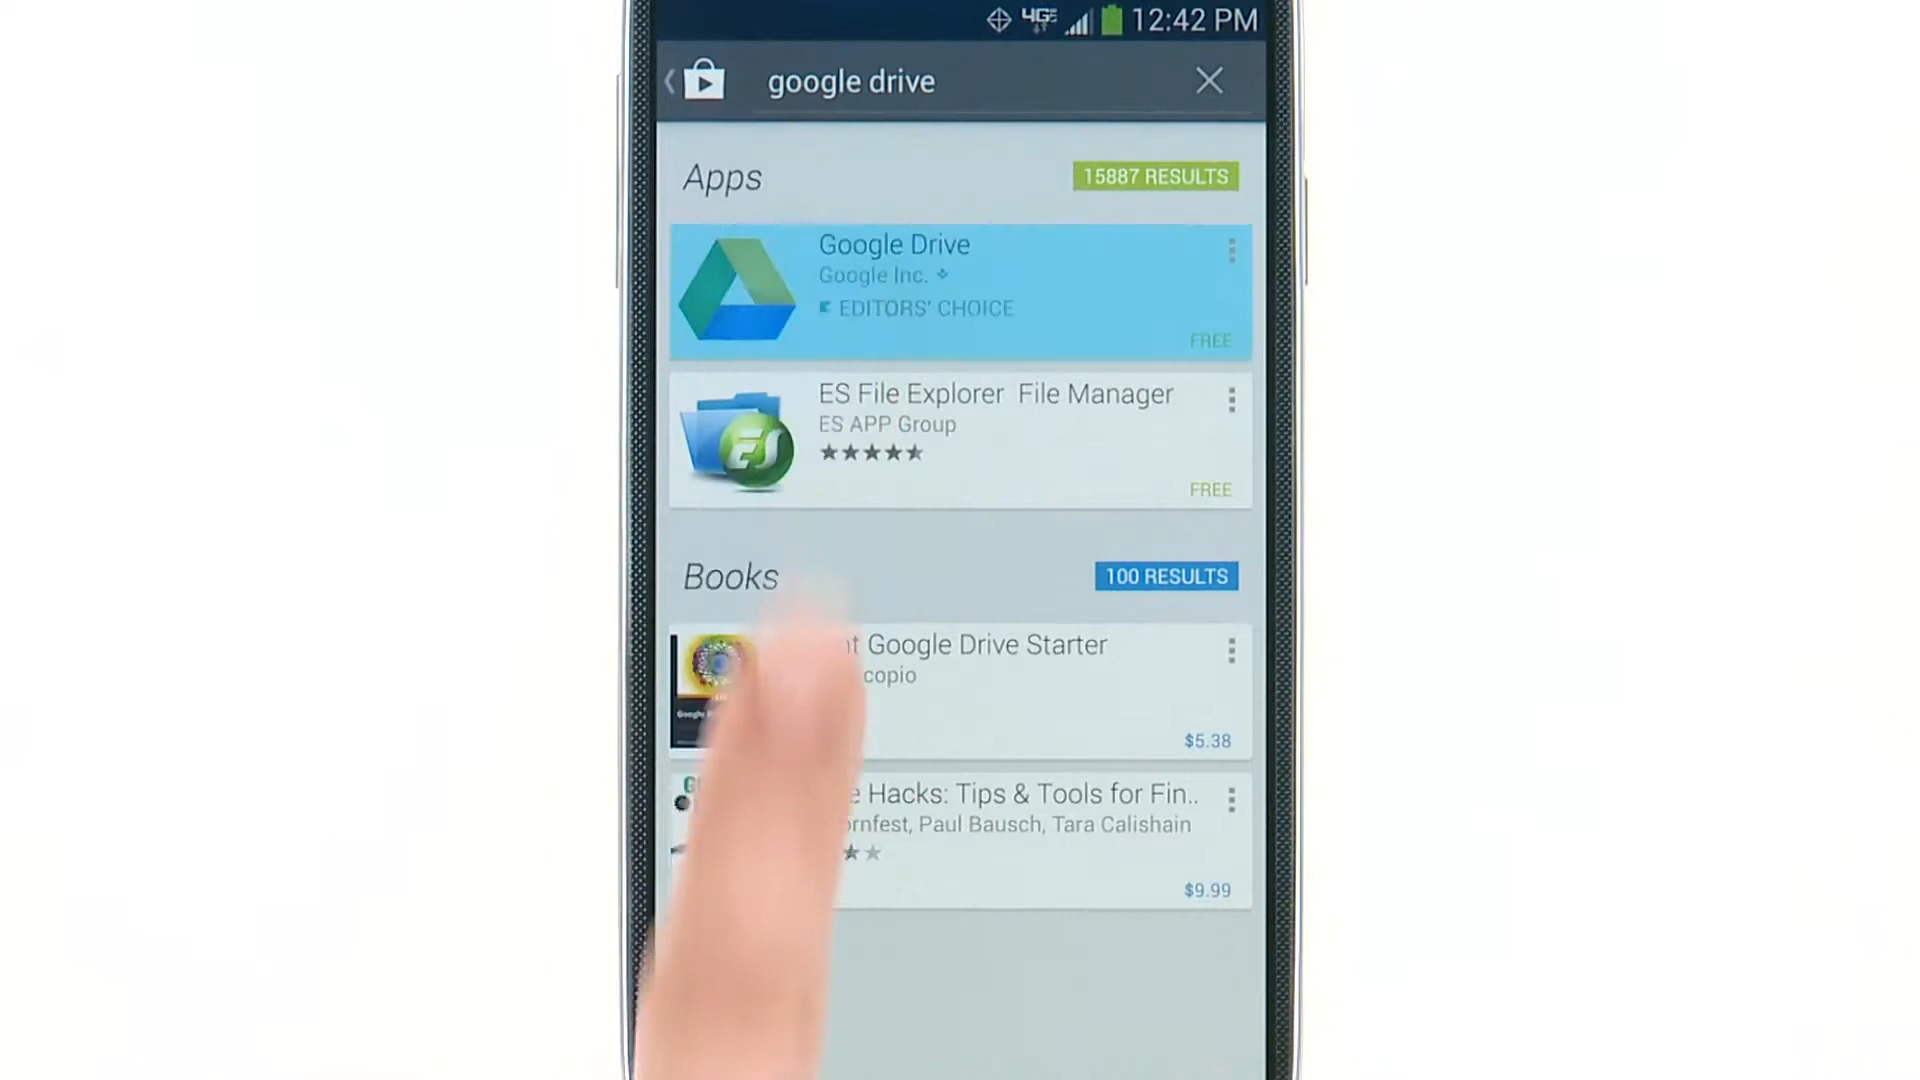 4G 12:42 PM
google drive
Apps 15887 RESULTS
Google Drive
Google Inc.
EDITORS' CHOICE
FREE
ES File Explorer File Manager
ES APP Group
ES
FREE
Books 100 RESULTS
Google Drive Starter
$5.38
Hacks: Tips & Tools for Fin..
Paul Bausch, Tara Calishain
$9.99